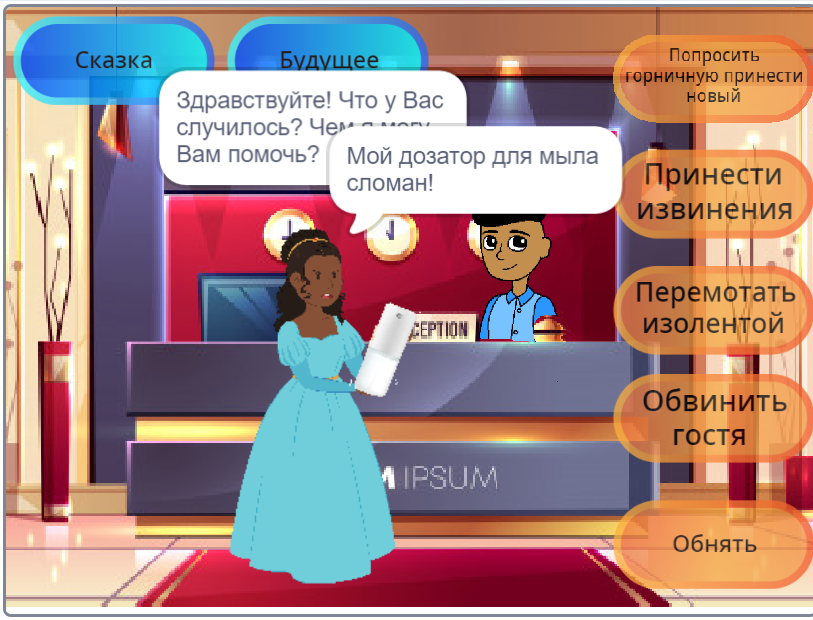 Сказка
Будущее
Попросить
горничную принести
новый
Здравствуйте! Что у Вас
случилось? Чем я могу
Вам помочь?
Мой дозатор для мыла
сломан!
Принести
извинения
Перемотать
изолентой
CEPTION
Обвинить
гостя
M IPSUM
Обнять